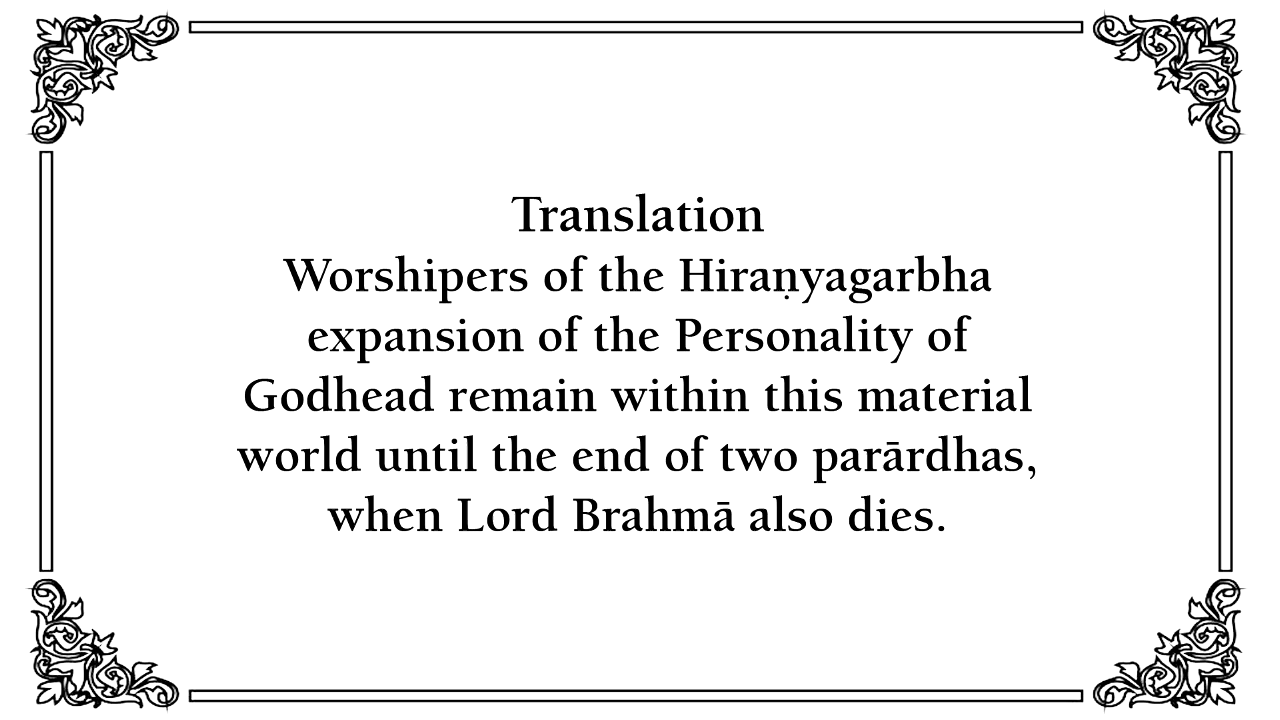 Translation
Worshipers of the Hiraṇyagarbha
expansion of the Personality of
Godhead remain within this material
world until the end of two parārdhas,
when Lord Brahmā also dies.